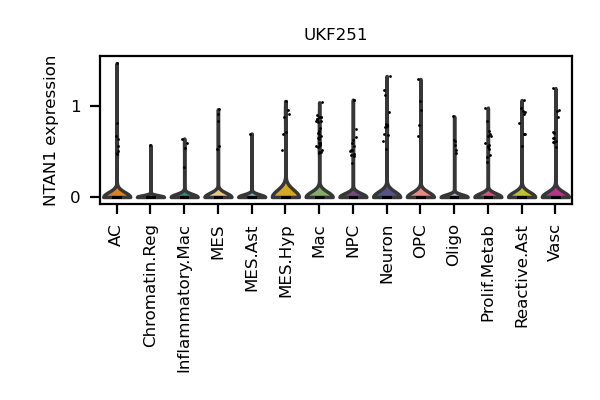 UKF251
NTAN1 expression
1
0
AC
Chromatin.Reg
Inflammatory.Mac
MES
MES.Ast
MES.Hyp
Mac
NPC
Neuron
OPC
Oligo
Prolif.Metab
Reactive.Ast
Vasc